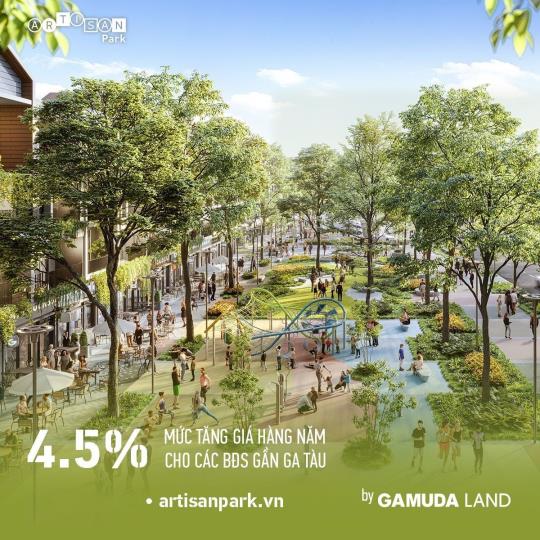 ARTISAN
Park
4.5% MỨC TĂNG GIÁ HÀNG NĂM
CHO CÁC BĐS GẦN GA TÀU
• artisanpark.vn
by GAMUDA LAND